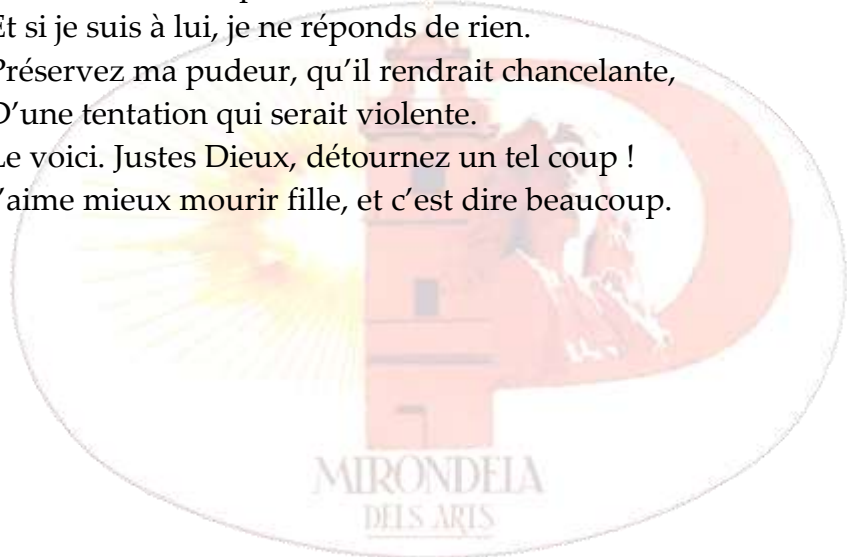 Et si je suis à lui, je ne réponds de rien.
Préservez ma pudeur, qu’il rendrait chancelante,
D’une tentation qui serait violente.
Le voici. Justes Dieux, détournez un tel coup !
J’aime mieux mourir fille, et c’est dire beaucoup.
MIRONDELA
DELS ARTS